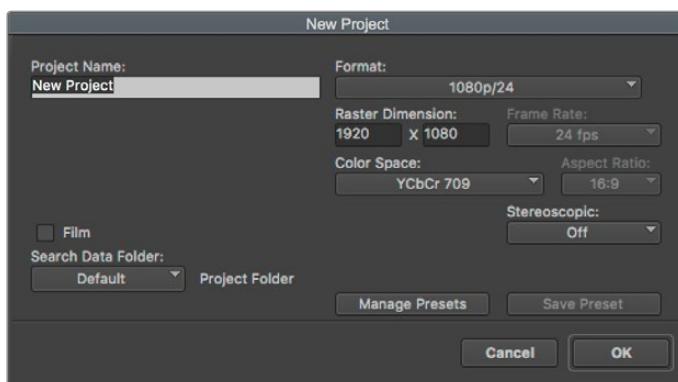 New Project
Project Name:
New Project
Format:
1080p/24
Raster Dimension:
1920 x 1080
Frame Rate:
24 fps
Color Space:
YCbCr 709
Aspect Ratio:
16:9
Stereoscopic:
Off
Film
Search Data Folder:
Default
Project Folder
Manage Presets
Save Preset
Cancel
OK